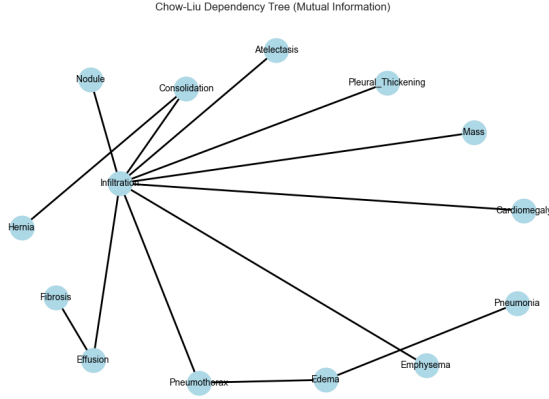 Chow-Liu Dependency Tree (Mutual Information)
Atelectasis
Nodule
Consolidation
Pleural_Thickening
Mass
Infiltration
Cardiomegaly
Hernia
Fibrosis
Pneumonia
Effusion
Emphysema
Edema
Pneumothorax